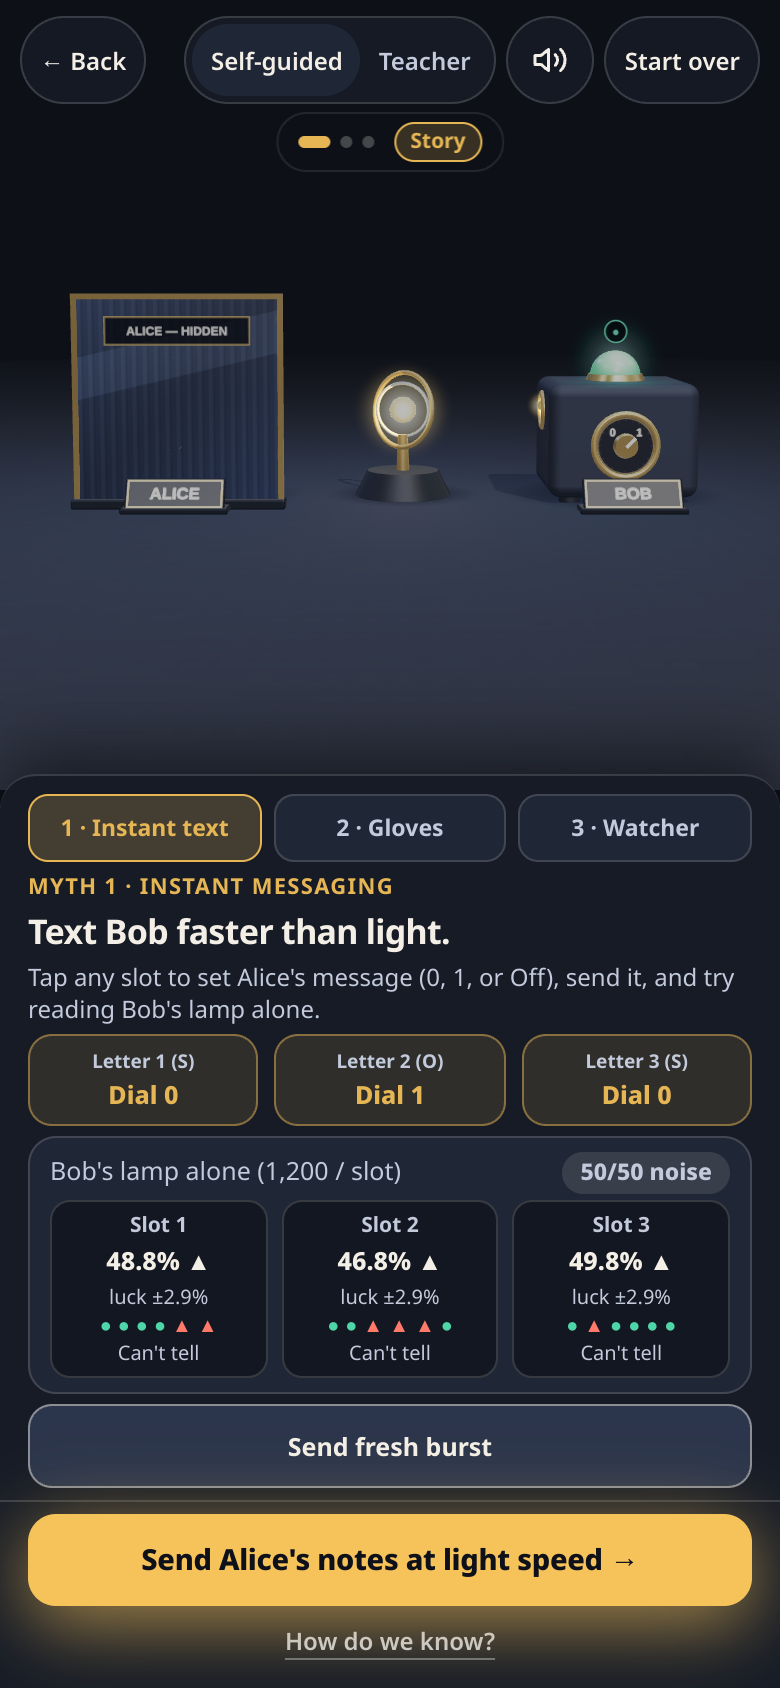 ← Back
Self-guided
Teacher
Start over
Story
ALICE — HIDDEN
ALICE
0 1
BOB
1 · Instant text
2 · Gloves
3 · Watcher
MYTH 1 · INSTANT MESSAGING
Text Bob faster than light.
Tap any slot to set Alice's message (0, 1, or Off), send it, and try
reading Bob's lamp alone.
Letter 1 (S)
Dial 0
Letter 2 (O)
Dial 1
Letter 3 (S)
Dial 0
Bob's lamp alone (1,200 / slot)
50/50 noise
Slot 1
48.8% ▲
luck ±2.9%
● ● ● ● ▲ ▲
Can't tell
Slot 2
46.8% ▲
luck ±2.9%
● ● ▲ ▲ ▲ ●
Can't tell
Slot 3
49.8% ▲
luck ±2.9%
● ▲ ● ● ● ●
Can't tell
Send fresh burst
Send Alice's notes at light speed →
How do we know?